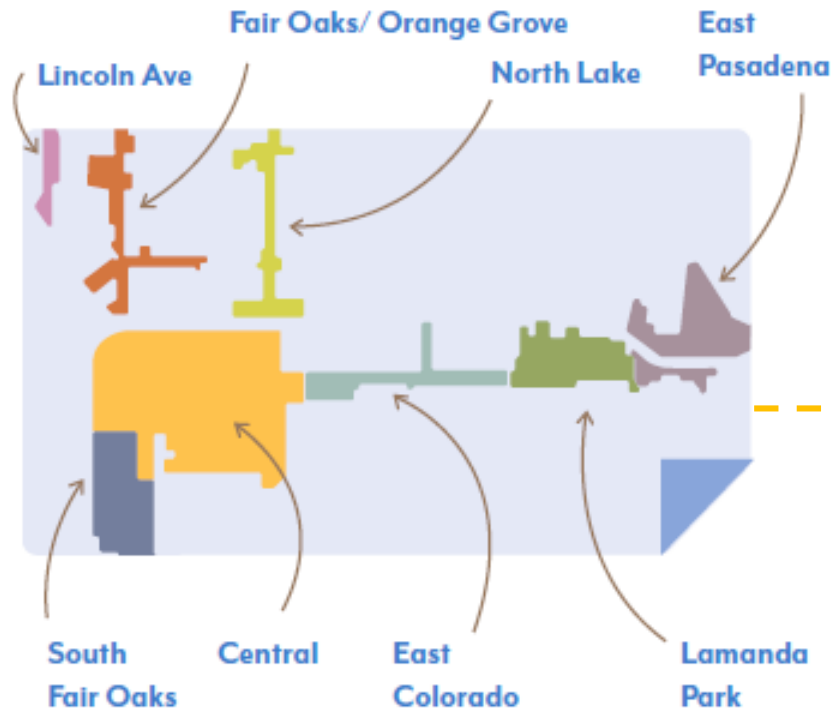 Fair Oaks/ Orange Grove
East
Pasadena
Lincoln Ave
North Lake
South
Fair Oaks
Central
East
Colorado
Lamanda
Park